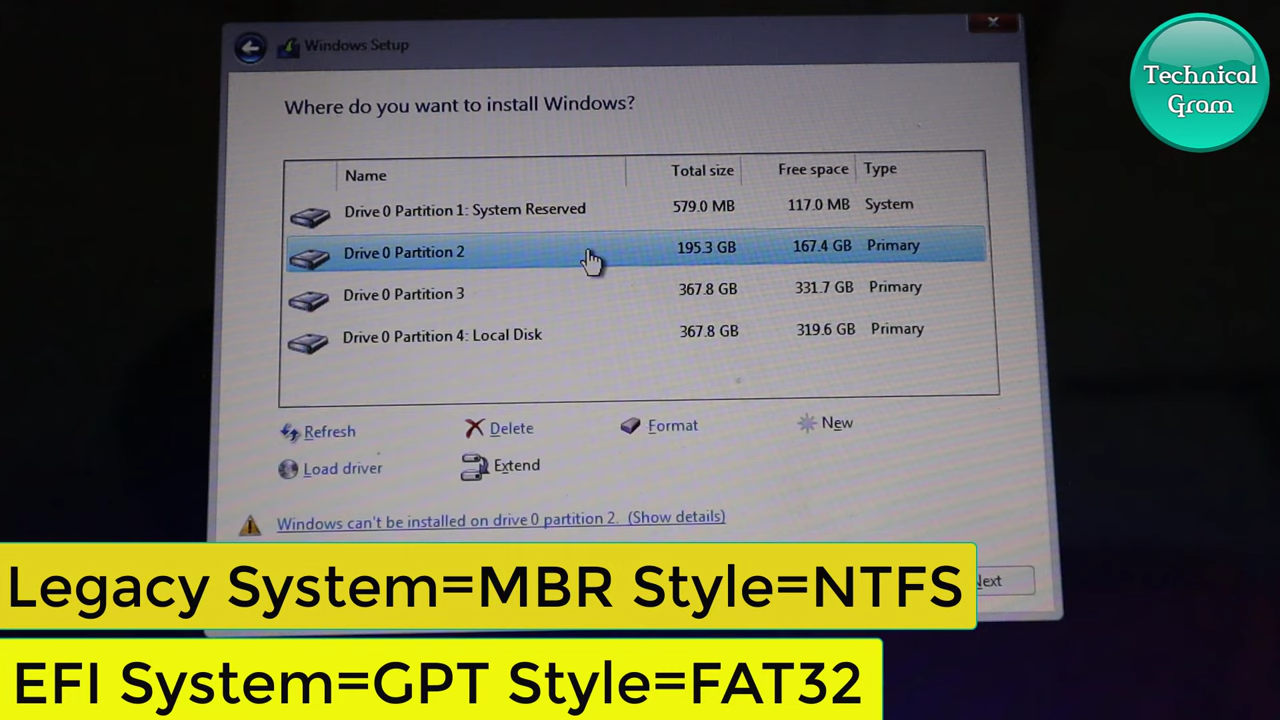 Windows Setup
Technical
Gram
Where do you want to install Windows?
Name Total size Free space Type
Drive 0 Partition 1: System Reserved 579.0 MB 117.0 MB System
Drive 0 Partition 2 195.3 GB 167.4 GB Primary
Drive 0 Partition 3 367.8 GB 331.7 GB Primary
Drive 0 Partition 4: Local Disk 367.8 GB 319.6 GB Primary
Refresh Delete Format New
Load driver Extend
Windows can't be installed on drive 0 partition 2. (Show details)
Legacy System=MBR Style=NTFS
EFI System=GPT Style=FAT32